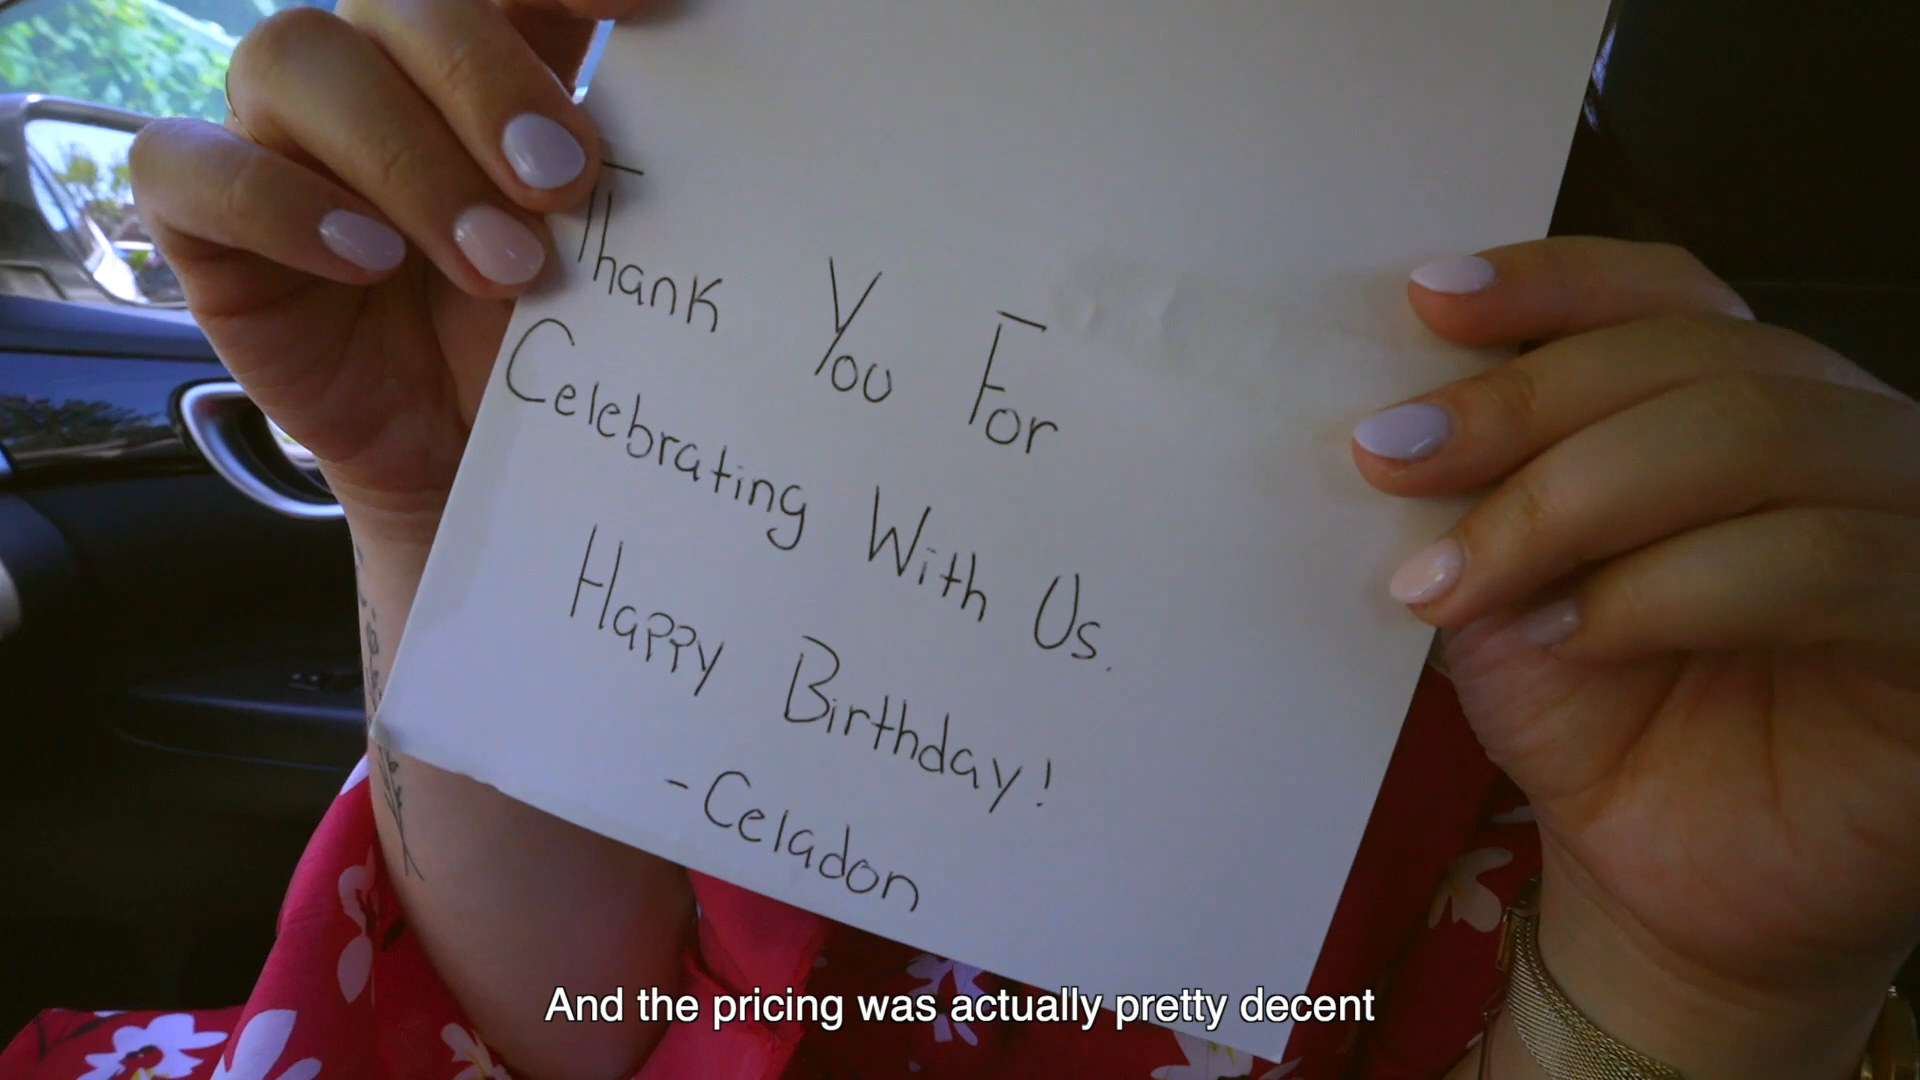 Thank You For
Celebrating With Us.
Happy Birthday!
-Celadon
And the pricing was actually pretty decent